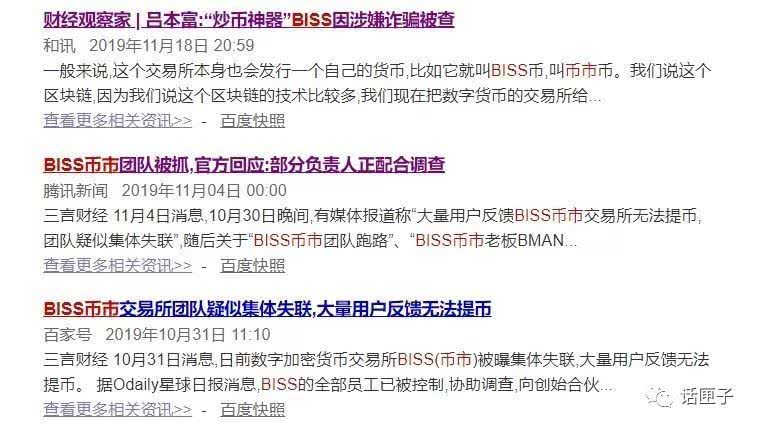 财经观察家 | 吕本富:“炒币神器”BISS因涉嫌诈骗被查
和讯 2019年11月18日 20:59
一般来说,这个交易所本身也会发行一个自己的货币,比如它就叫BISS币,叫币市币。我们说这个
区块链,因为我们说这个区块链的技术比较多,我们现在把数字货币的交易所给...
查看更多相关资讯>> - 百度快照
BISS币市团队被抓,官方回应:部分负责人正配合调查
腾讯新闻 2019年11月04日 00:00
三言财经 11月4日消息,10月30日晚间,有媒体报道称“大量用户反馈BISS币市交易所无法提币,
团队疑似集体失联”,随后关于“BISS币市团队跑路”、“BISS币市老板BMAN...
查看更多相关资讯>> - 百度快照
BISS币市交易所团队疑似集体失联,大量用户反馈无法提币
百家号 2019年10月31日 11:10
三言财经 10月31日消息,日前数字加密货币交易所BISS(币市)被曝集体失联,大量用户反馈无法
提币。 据Odaily星球日报消息,BISS的全部员工已被控制,协助调查,向创始合伙...
查看更多相关资讯>> - 百度快照
话匣子